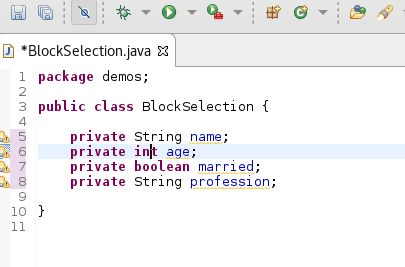 *BlockSelection.java
1 package demos;
2
3 public class BlockSelection {
4
5 private String name;
6 private int age;
7 private boolean married;
8 private String profession;
9
10 }
11